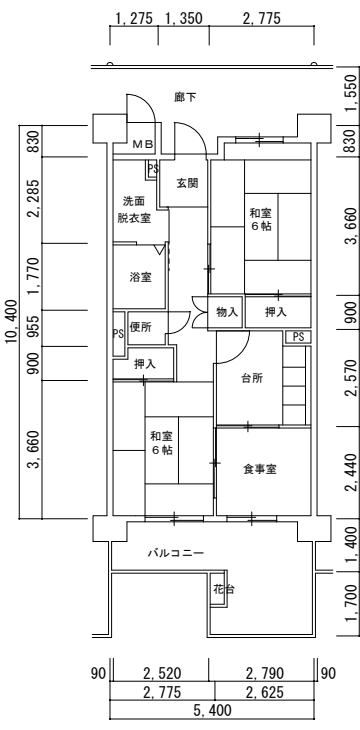 1,275 1,350 2,775
1,550
廊下
830
830
MB
PS
玄関
2,285
洗面
脱衣室
和室
6帖
3,660
10,400
1,770
浴室
900
物入
押入
955
PS
便所
PS
900
押入
台所
2,570
3,660
和室
6帖
食事室
2,440
バルコニー
1,400
花台
1,700
90 2,520 2,790 90
2,775 2,625
5,400